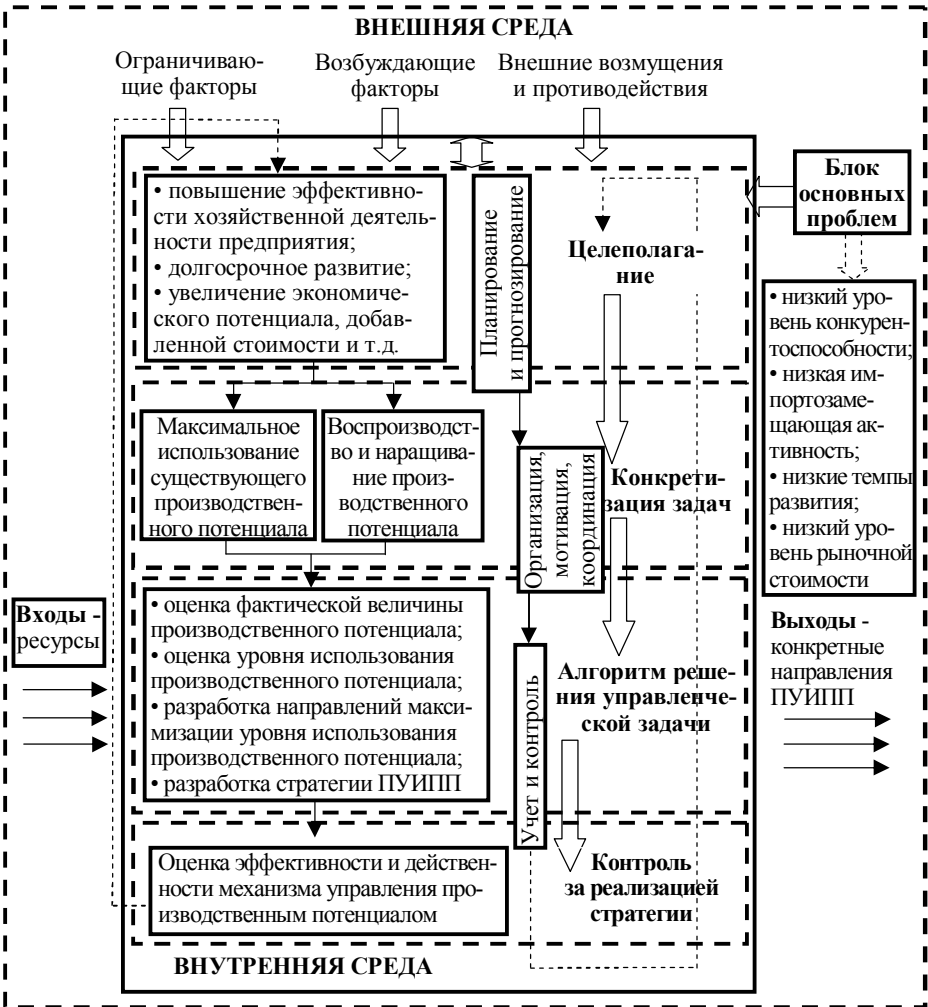 ВНЕШНЯЯ СРЕДА
Ограничиваю-
щие факторы
Возбуждающие
факторы
Внешние возмущения
и противодействия
• повышение эффективно-
сти хозяйственной деятель-
ности предприятия;
• долгосрочное развитие;
• увеличение экономиче-
ского потенциала, добав-
ленной стоимости и т.д.
Планирование
и прогнозирование
Целеполага-
ние
Блок
основных
проблем
• низкий уро-
вень конкурен-
тоспособности;
• низкая им-
портозаме-
щающая ак-
тивность;
• низкие темпы
развития;
• низкий уро-
вень рыночной
стоимости
Максимальное
использование
существующего
производствен-
ного потенциала
Воспроизводст-
во и наращива-
ние произ-
водственного
потенциала
Организация,
мотивация,
координация
Конкрети-
зация задач
Входы -
ресурсы
• оценка фактической величины
производственного потенциала;
• оценка уровня использования
производственного потенциала;
• разработка направлений макси-
мизации уровня использования
производственного потенциала;
• разработка стратегии ПУИПП
Учет и контроль
Алгоритм реше-
ния управленче-
ской задачи
Выходы -
конкретные
направления
ПУИПП
Оценка эффективности и действен-
ности механизма управления про-
изводственным потенциалом
Контроль
за реализацией
стратегии
ВНУТРЕННЯЯ СРЕДА